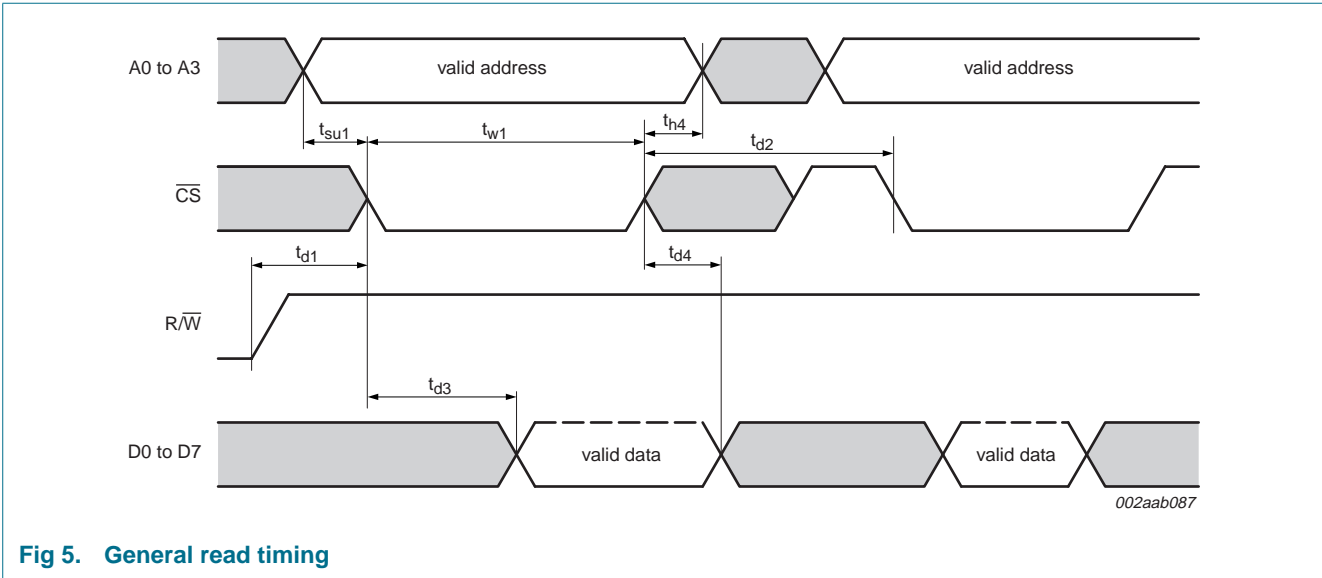 A0 to A3
valid address
valid address
tsu1
tw1
th4
td2
CS
td1
td4
R/W
td3
D0 to D7
valid data
valid data
002aab087
Fig 5. General read timing